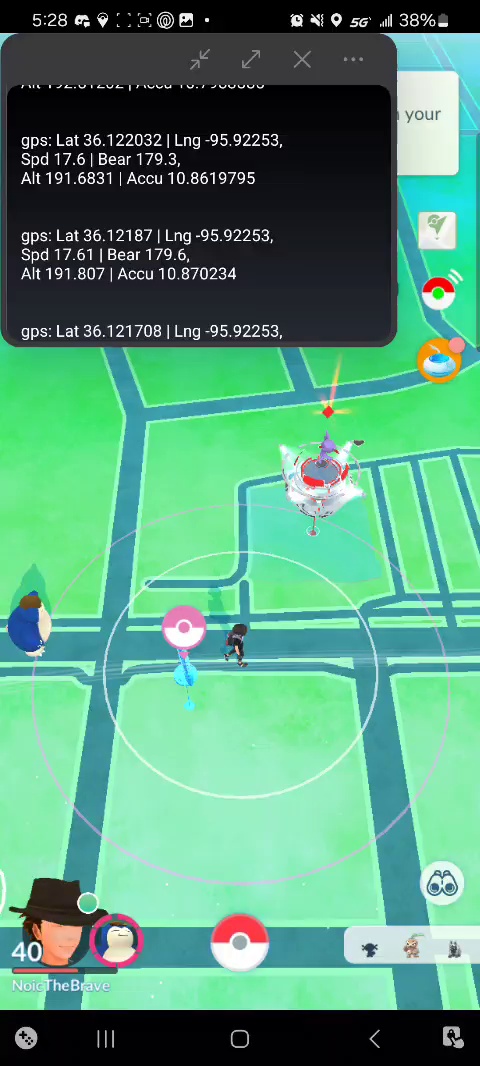 5:28
5G
38%
gps: Lat 36.122032 | Lng -95.92253,
Spd 17.6 | Bear 179.3,
Alt 191.6831 | Accu 10.8619795
gps: Lat 36.12187 | Lng -95.92253,
Spd 17.61 | Bear 179.6,
Alt 191.807 | Accu 10.870234
gps: Lat 36.121708 | Lng -95.92253,
your
40
NoicTheBrave